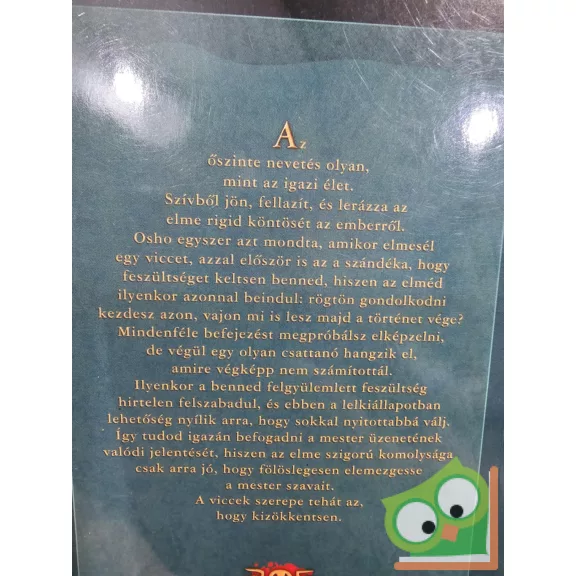 Az
őszinte nevetés olyan,
mint az igazi élet.
Szívből jön, fellazít, és lerázza az
elme rigid köntösét az emberről.
Osho egyszer azt mondta, amikor elmesél
egy viccet, azzal először is az a szándéka, hogy
feszültséget keltsen benned, hiszen az elméd
ilyenkor azonnal beindul: rögtön gondolkodni
kezdesz azon, vajon mi is lesz majd a történet vége?
Mindenféle befejezést megpróbálsz elképzelni,
de végül egy olyan csattanó hangzik el,
amire végképp nem számítottál.
Ilyenkor a benned felgyülemlett feszültség
hirtelen felszabadul, és ebben a lelkiállapotban
lehetőség nyílik arra, hogy sokkal nyitottabbá válj.
Így tudod igazán befogadni a mester üzenetének
valódi jelentését, hiszen az elme szigorú komolysága
csak arra jó, hogy fölöslegesen elemezgesse
a mester szavait.
A viccek szerepe tehát az,
hogy kizökkentsen.